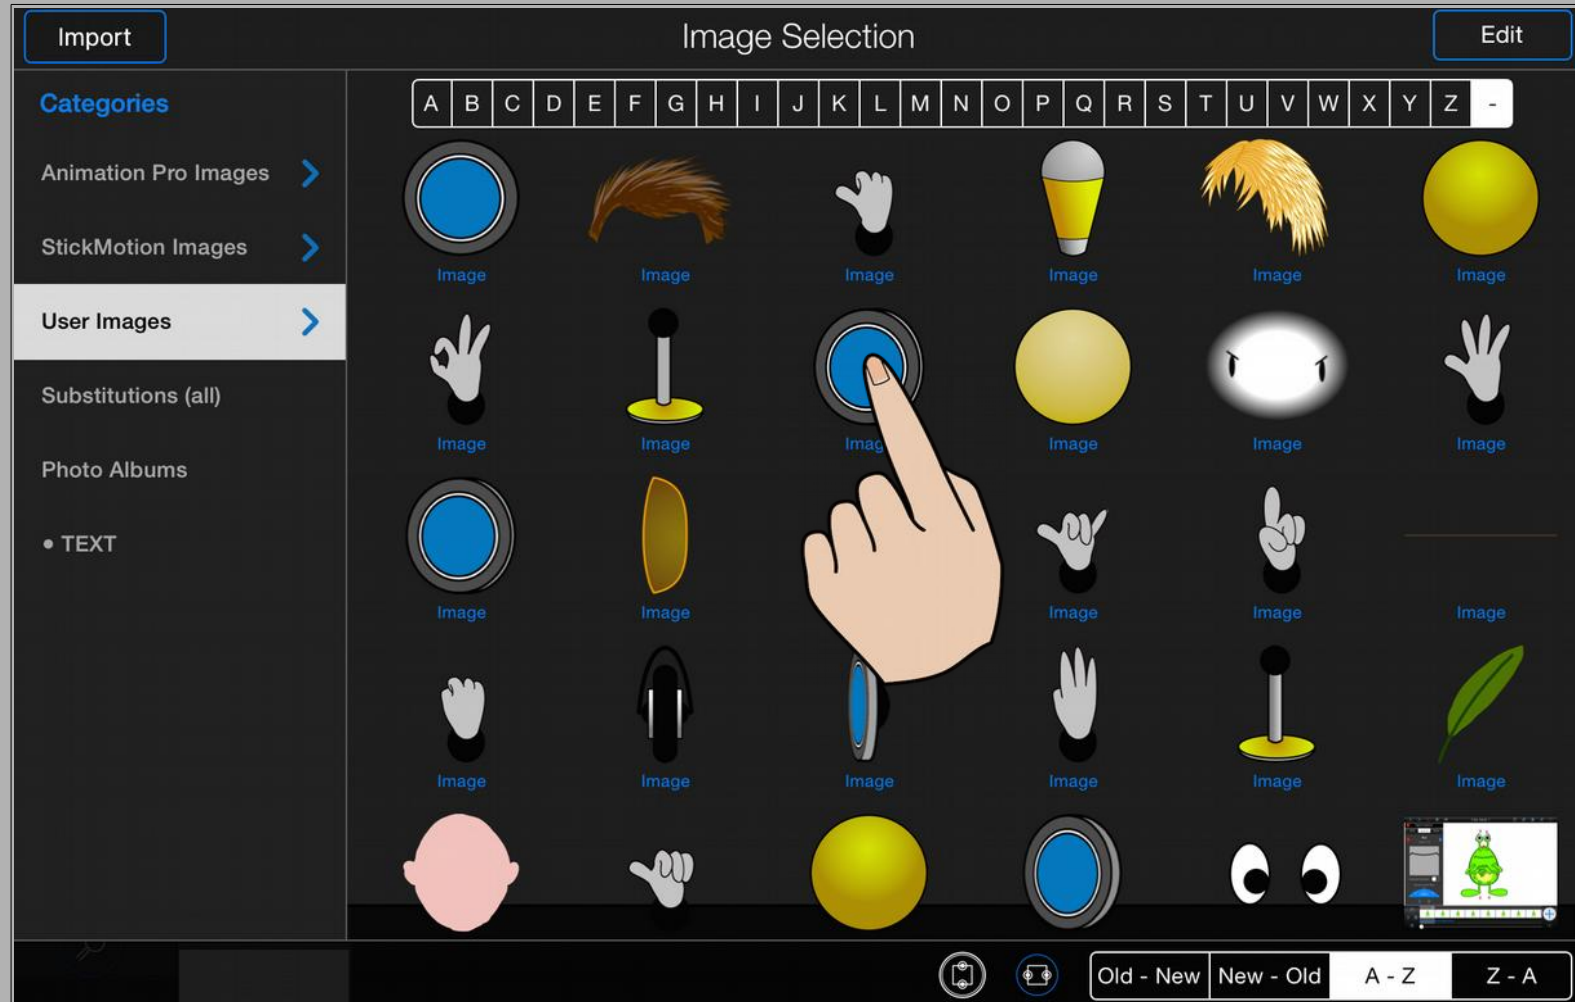 Import
Image Selection
Edit
Categories
A B C D E F G H I J K L M N O P Q R S T U V W X Y Z -
Animation Pro Images
StickMotion Images
User Images
Substitutions (all)
Photo Albums
• TEXT
Image Image Image Image Image Image
Image Image Imag Image Image Image
Image Image Image Image Image
Image Image Image Image Image Image
Old - New New - Old A - Z Z - A